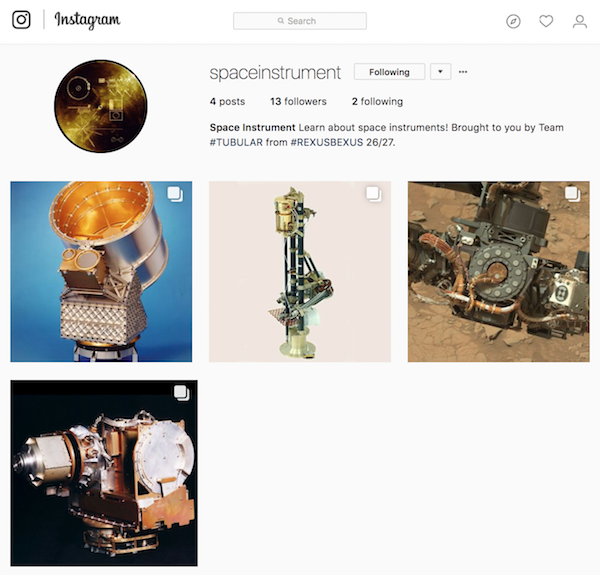 Instagram
Search
spaceinstrument
Following
4 posts 13 followers 2 following
Space Instrument Learn about space instruments! Brought to you by Team
#TUBULAR from #REXUSBEXUS 26/27.